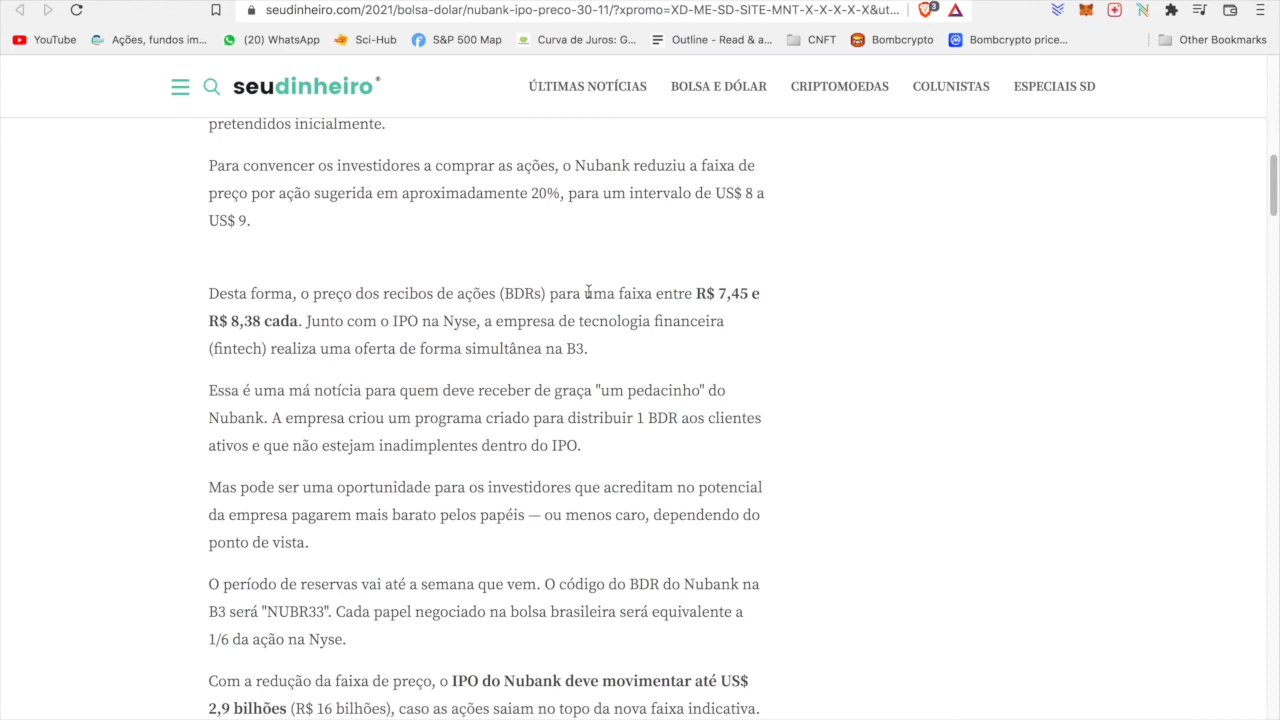 seudinheiro.com/2021/bolsa-dolar/nubank-ipo-preco-30-11/?xpromo=XD-ME-SD-SITE-MNT-X-X-X-X-X&ut...
3
YouTube
Ações, fundos im...
(20) WhatsApp
Sci-Hub
S&P 500 Map
Curva de Juros: G...
Outline - Read & a...
CNFT
Bombcrypto
Bombcrypto price...
Other Bookmarks
seudinheiro
ÚLTIMAS NOTÍCIAS
BOLSA E DÓLAR
CRIPTOMOEDAS
COLUNISTAS
ESPECIAIS SD
pretendidos inicialmente.
Para convencer os investidores a comprar as ações, o Nubank reduziu a faixa de
preço por ação sugerida em aproximadamente 20%, para um intervalo de US$ 8 a
US$ 9.
Desta forma, o preço dos recibos de ações (BDRs) para uma faixa entre R$ 7,45 e
R$ 8,38 cada. Junto com o IPO na Nyse, a empresa de tecnologia financeira
(fintech) realiza uma oferta de forma simultânea na B3.
Essa é uma má notícia para quem deve receber de graça "um pedacinho" do
Nubank. A empresa criou um programa criado para distribuir 1 BDR aos clientes
ativos e que não estejam inadimplentes dentro do IPO.
Mas pode ser uma oportunidade para os investidores que acreditam no potencial
da empresa pagarem mais barato pelos papéis — ou menos caro, dependendo do
ponto de vista.
O período de reservas vai até a semana que vem. O código do BDR do Nubank na
B3 será "NUBR33". Cada papel negociado na bolsa brasileira será equivalente a
1/6 da ação na Nyse.
Com a redução da faixa de preço, o IPO do Nubank deve movimentar até US$
2,9 bilhões (R$ 16 bilhões), caso as ações saiam no topo da nova faixa indicativa.